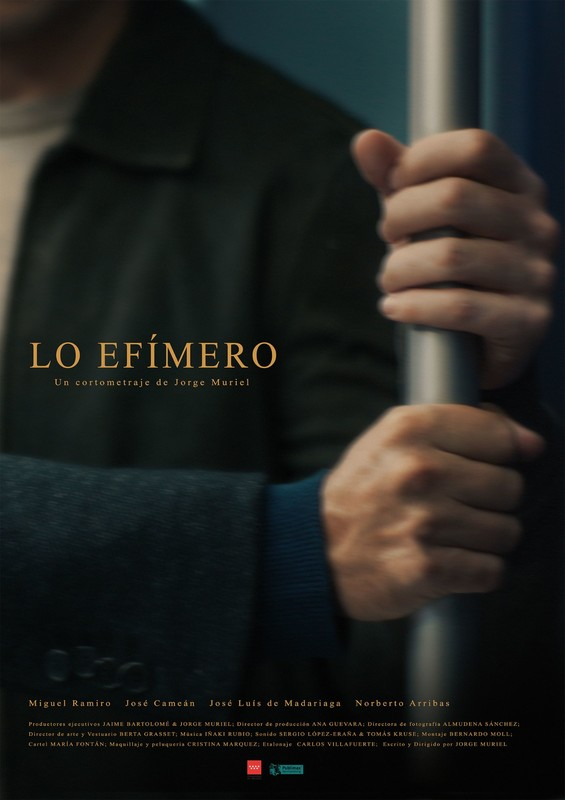 LO EFÍMERO
Un cortometraje de Jorge Muriel
Miguel Ramiro José Cameán José Luís de Madariaga Norberto Arribas
Productores ejecutivos JAIME BARTOLOMÉ & JORGE MURIEL; Director de producción ANA GUEVARA; Directora de fotografía ALMUDENA SÁNCHEZ;
Director de arte y Vestuario BERTA GRASSET; Música IÑAKI RUBIO; Sonido SERGIO LÓPEZ-ERAÑA & TOMÁS KRUSE; Montaje BERNARDO MOLL;
Cartel MARÍA FONTÁN; Maquillaje y peluquería CRISTINA MARQUEZ; Etalonaje CARLOS VILLAFUERTE; Escrito y Dirigido por JORGE MURIEL